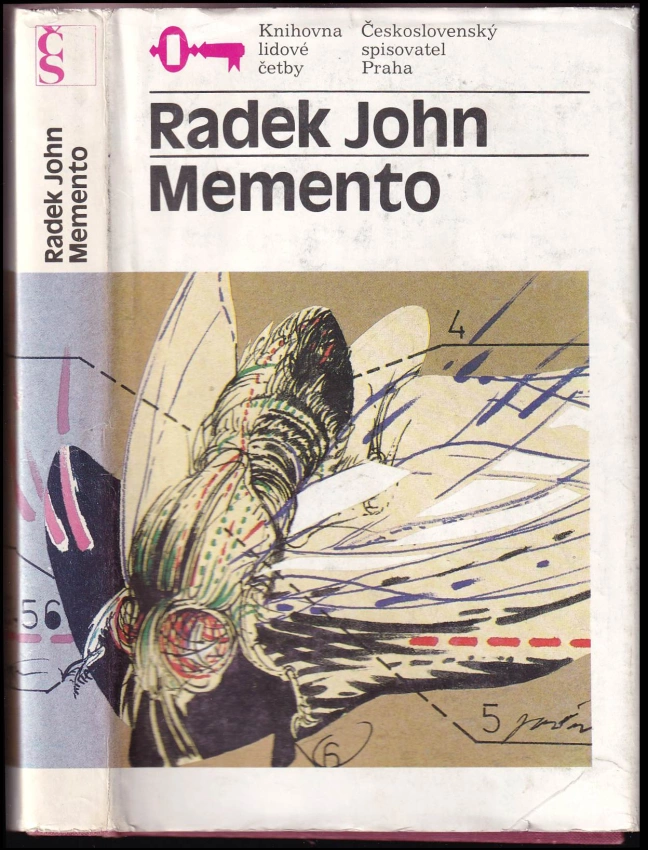 ČS
Radek John
Memento
Knihovna
lidové
četby
Československý
spisovatel
Praha
Radek John
Memento
4
56
5
6